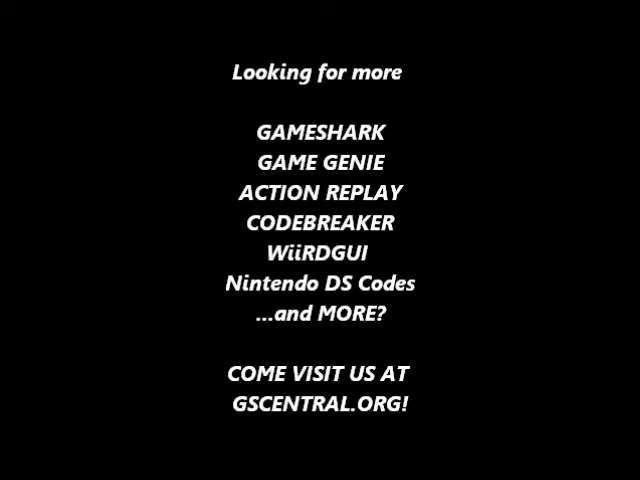 Looking for more
GAMESHARK
GAME GENIE
ACTION REPLAY
CODEBREAKER
WiiRDGUI
Nintendo DS Codes
...and MORE?
COME VISIT US AT
GSCENTRAL.ORG!